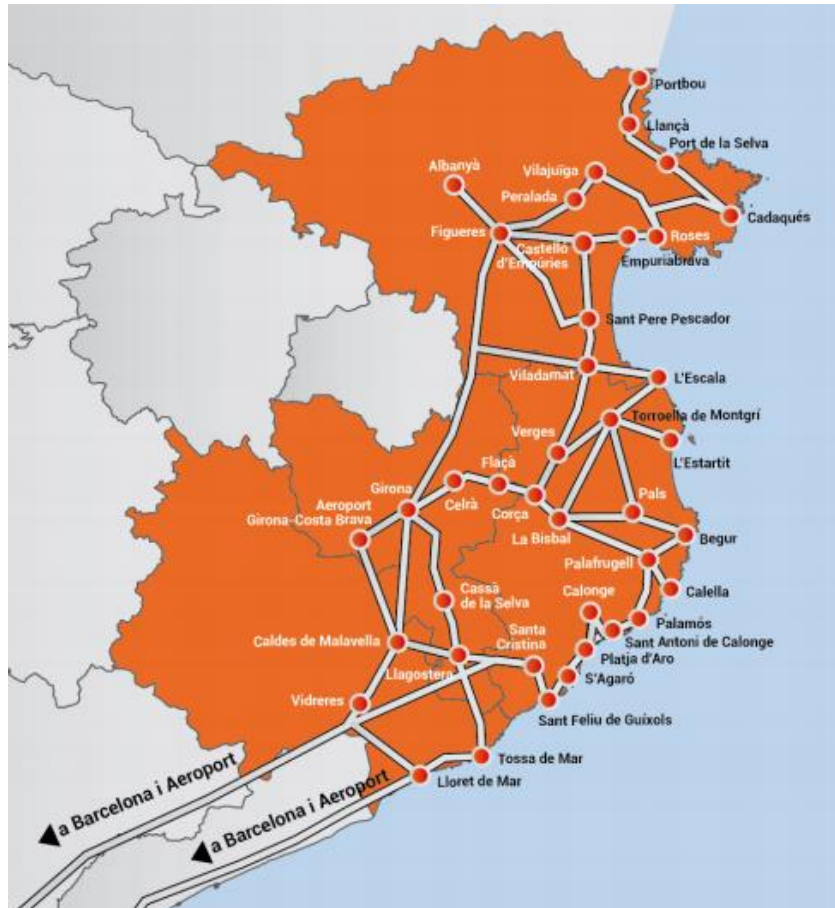 Portbou
Llançà
Port de la Selva
Albanyà
Vilajuïga
Peralada
Cadaqués
Figueres
Roses
Castelló
d'Empúries
Empuriabrava
Sant Pere Pescador
Viladamat
L'Escala
Torroella de Montgrí
Verges
L'Estartit
Flaçà
Girona
Celrà
Pals
Aeroport
Girona-Costa Brava
Corça
La Bisbal
Begur
Palafrugell
Calella
Cassà
de la Selva
Calonge
Palamós
Caldes de Malavella
Santa
Cristina
Sant Antoni de Calonge
Platja d'Aro
Llagostera
S'Agaró
Vidreres
Sant Feliu de Guíxols
Tossa de Mar
Lloret de Mar
a Barcelona i Aeroport
a Barcelona i Aeroport